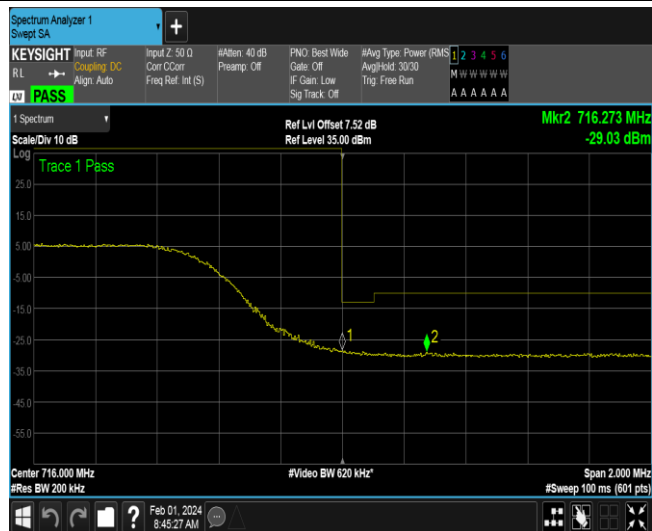 Spectrum Analyzer 1
Swept SA
+
KEYSIGHT
RL
LXI PASS
Input: RF
Coupling: DC
Align: Auto
Input Z: 50 Ω
Corr CCorr
Freq Ref: Int (S)
#Atten: 40 dB
Preamp: Off
PNO: Best Wide
Gate: Off
IF Gain: Low
Sig Track: Off
#Avg Type: Power (RMS
Avg|Hold: 30/30
Trig: Free Run
1 2 3 4 5 6
M W W W W W
A A A A A A
1 Spectrum
Scale/Div 10 dB
Ref Lvl Offset 7.52 dB
Ref Level 35.00 dBm
Mkr2 716.273 MHz
-29.03 dBm
Log
Trace 1 Pass
25.0
15.0
5.00
-5.00
-15.0
-25.0
-35.0
-45.0
-55.0
1
2
Center 716.000 MHz
#Res BW 200 kHz
#Video BW 620 kHz*
Span 2.000 MHz
#Sweep 100 ms (601 pts)
?
Feb 01, 2024
8:45:27 AM